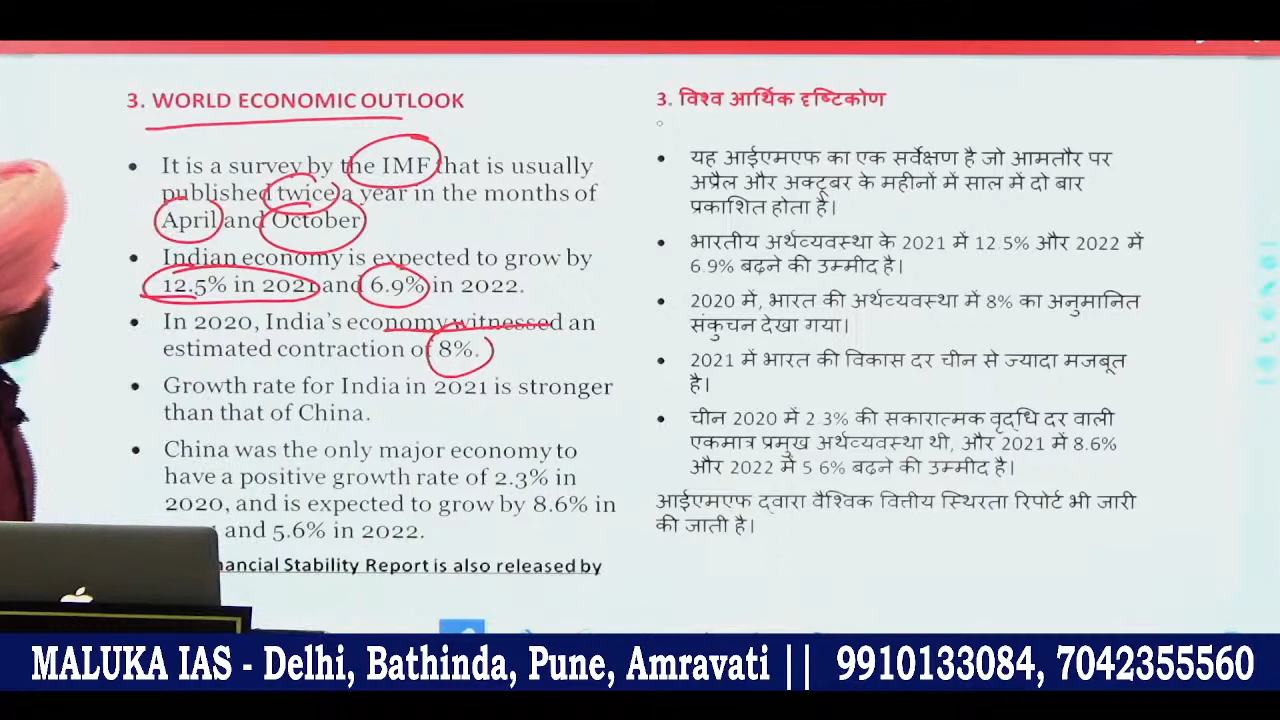 3. WORLD ECONOMIC OUTLOOK
• It is a survey by the IMF that is usually
published twice a year in the months of
April and October
• Indian economy is expected to grow by
12.5% in 2021 and 6.9% in 2022.
• In 2020, India's economy witnessed an
estimated contraction of 8%.
• Growth rate for India in 2021 is stronger
than that of China.
• China was the only major economy to
have a positive growth rate of 2.3% in
2020, and is expected to grow by 8.6% in
and 5.6% in 2022.
Stability Report is also released by
3. विश्व आर्थिक दृष्टिकोण
• यह आईएमएफ का एक सर्वेक्षण है जो आमतौर पर
अप्रैल और अक्टूबर के महीनों में साल में दो बार
प्रकाशित होता है।
• भारतीय अर्थव्यवस्था के 2021 में 12.5% और 2022 में
6.9% बढ़ने की उम्मीद है।
• 2020 में, भारत की अर्थव्यवस्था में 8% का अनुमानित
संकुचन देखा गया।
• 2021 में भारत की विकास दर चीन से ज्यादा मजबूत
है।
• चीन 2020 में 2.3% की सकारात्मक वृद्धि दर वाली
एकमात्र प्रमुख अर्थव्यवस्था थी, और 2021 में 8.6%
और 2022 में 5 6% बढ़ने की उम्मीद है।
आईएमएफ द्वारा वैश्विक वित्तीय स्थिरता रिपोर्ट भी जारी
की जाती है।
MALUKA IAS - Delhi, Bathinda, Pune, Amravati || 9910133084, 7042355560